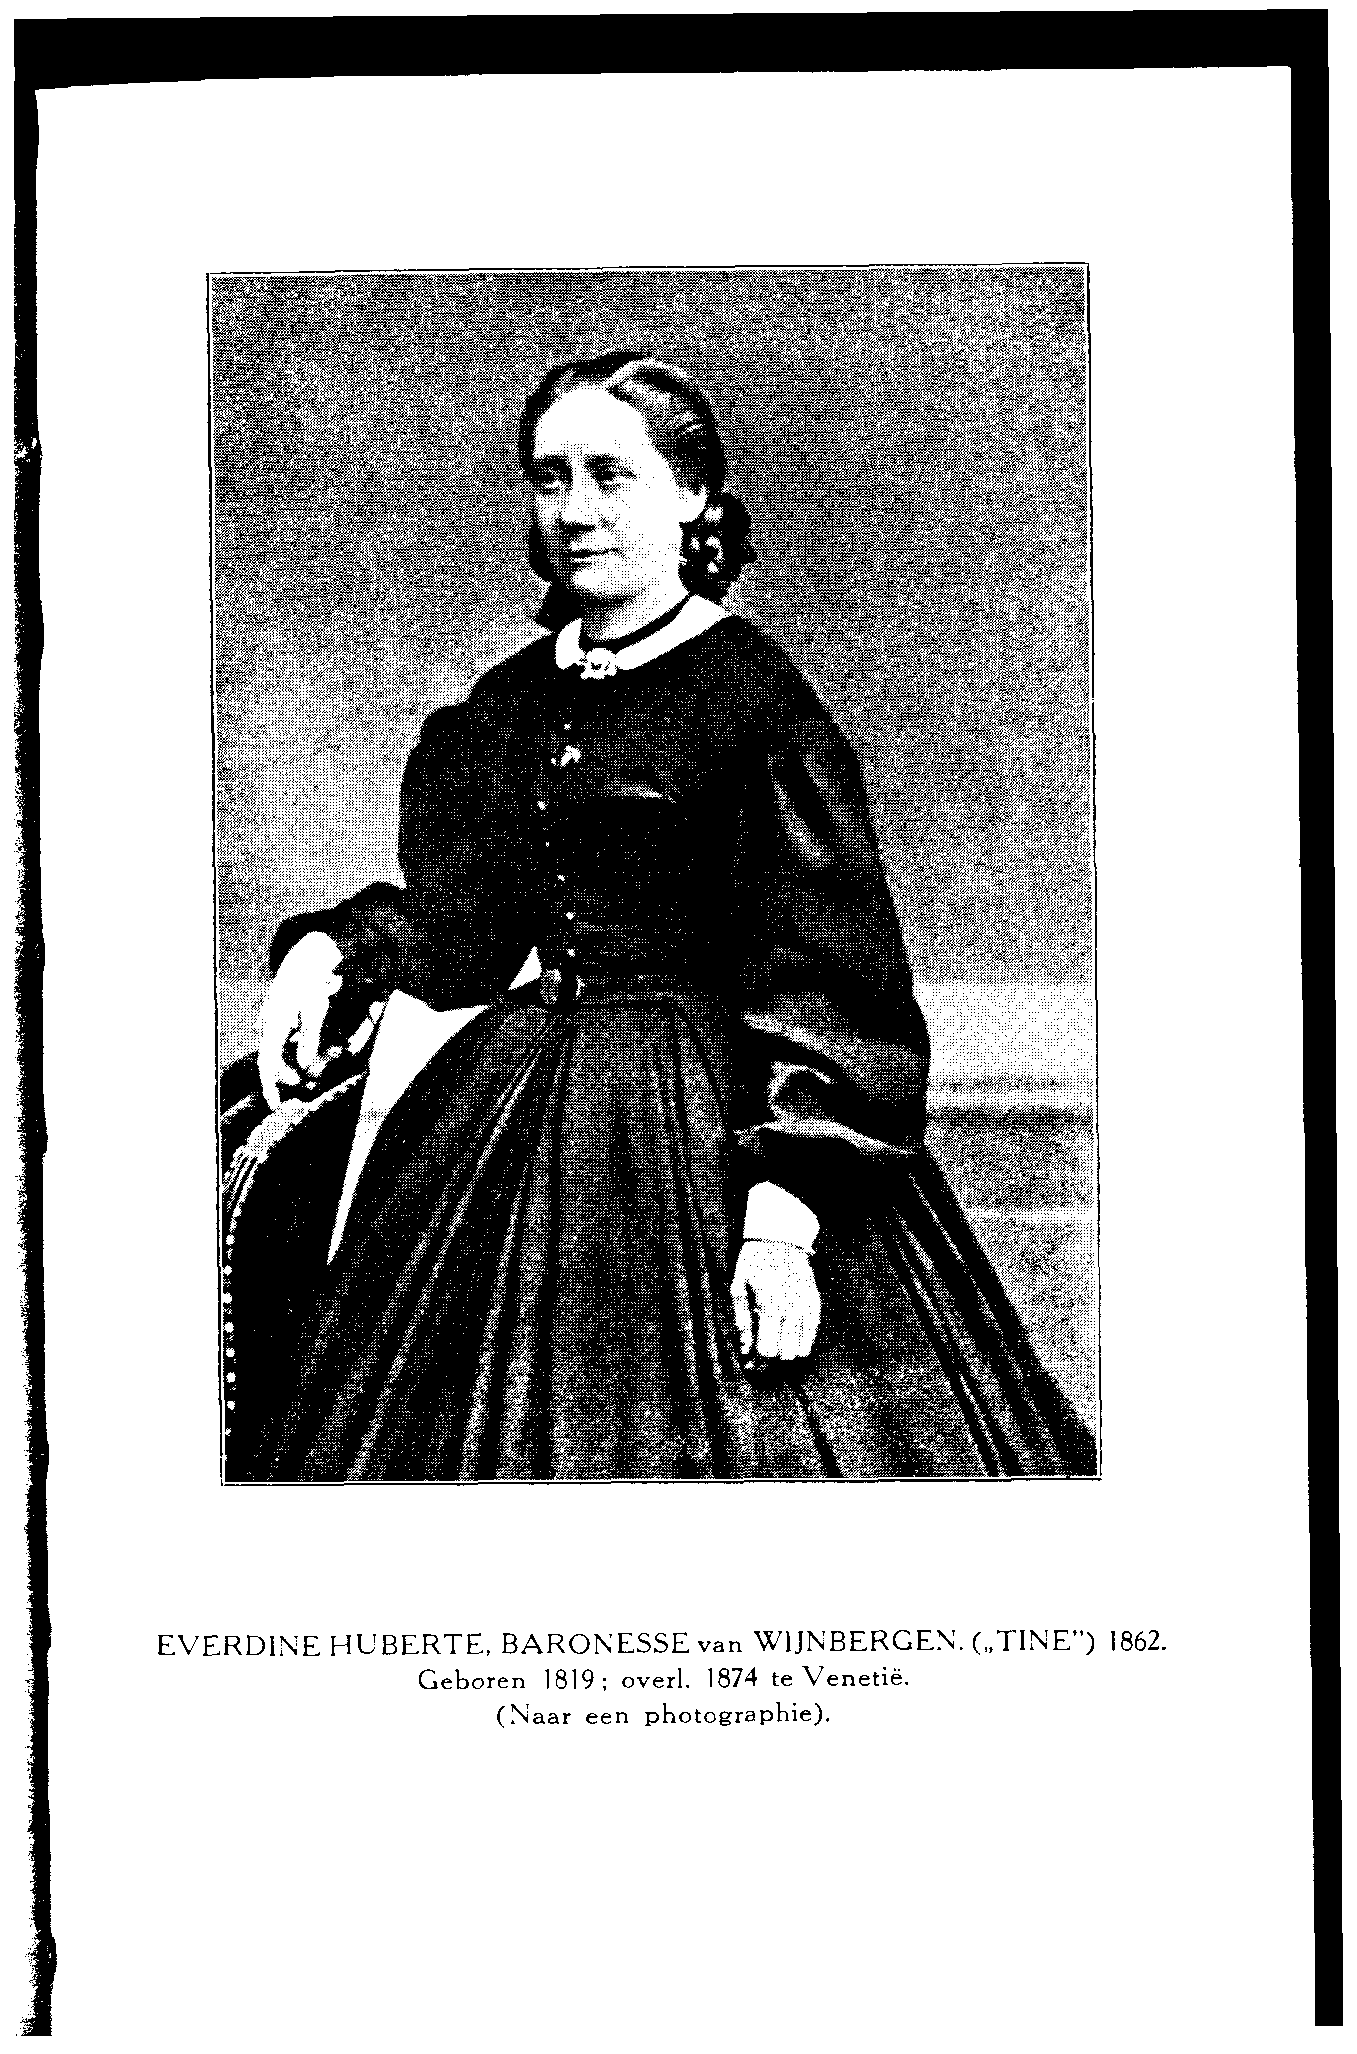 EVERDINE HUBERTE, BARONESSE van WIJNBERGEN. („TINE”) 1862.
Geboren 1819; overl. 1874 te Venetië.
(Naar een photographie).